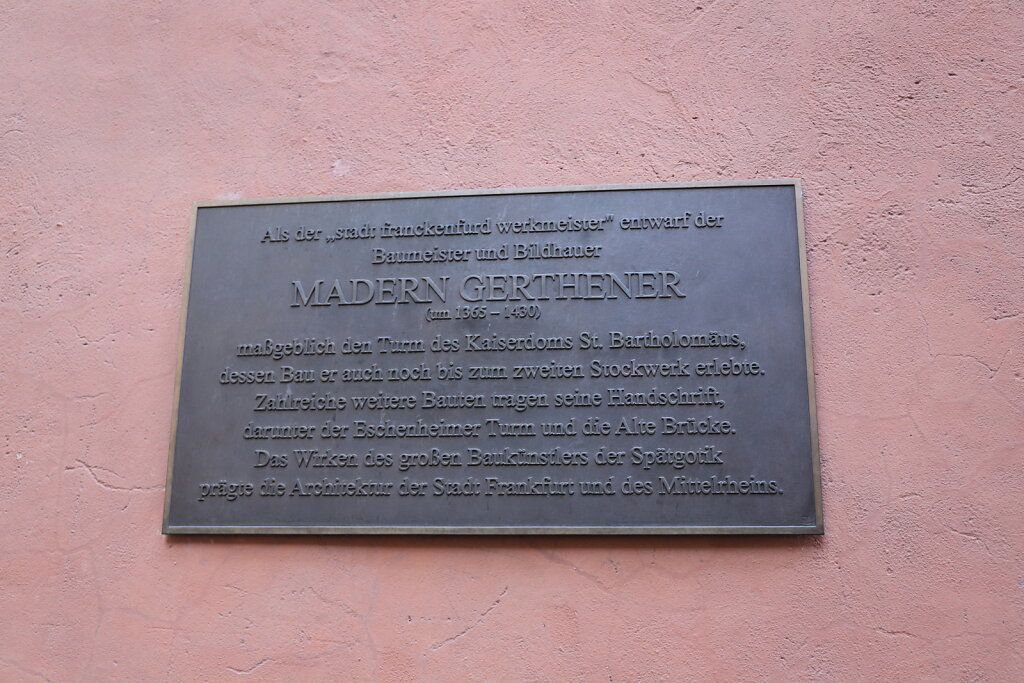 Als der „stadt franckenfurd werkmeister" entwarf der
Baumeister und Bildhauer
MADERN GERTHENER
(um 1365 – 1430)
maßgeblich den Turm des Kaiserdoms St. Bartholomäus,
dessen Bau er auch noch bis zum zweiten Stockwerk erlebte.
Zahlreiche weitere Bauten tragen seine Handschrift,
darunter der Eschenheimer Turm und die Alte Brücke.
Das Wirken des großen Baukünstlers der Spätgotik
prägte die Architektur der Stadt Frankfurt und des Mittelrheins.